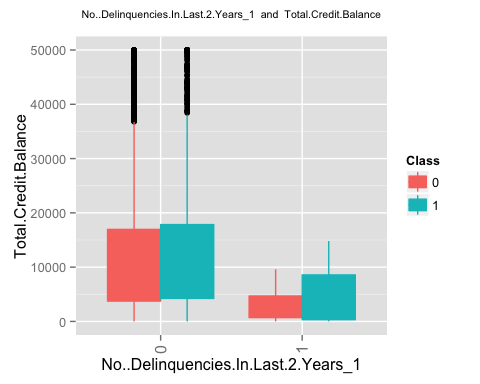 No..Delinquencies.In.Last.2.Years_1 and Total.Credit.Balance
50000
40000
30000
20000
10000
0
Total.Credit.Balance
0
1
No..Delinquencies.In.Last.2.Years_1
Class
0
1